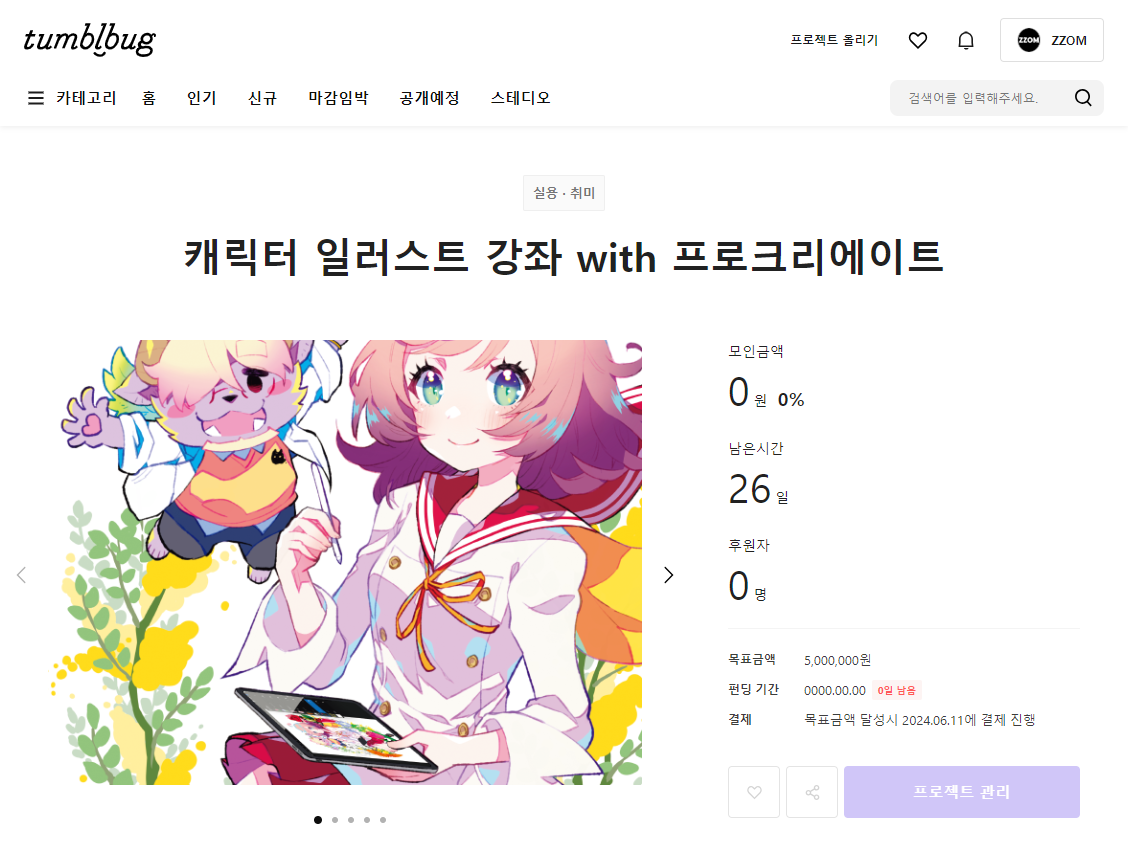 tumblbug
프로젝트 올리기
ZZOM ZZOM
카테고리 홈 인기 신규 마감임박 공개예정 스테디오
검색어를 입력해주세요.
실용 · 취미
캐릭터 일러스트 강좌 with 프로크리에이트
모인금액
0 원 0%
남은시간
26 일
후원자
0 명
목표금액 5,000,000원
펀딩 기간 0000.00.00 0일 남음
결제 목표금액 달성시 2024.06.11에 결제 진행
프로젝트 관리